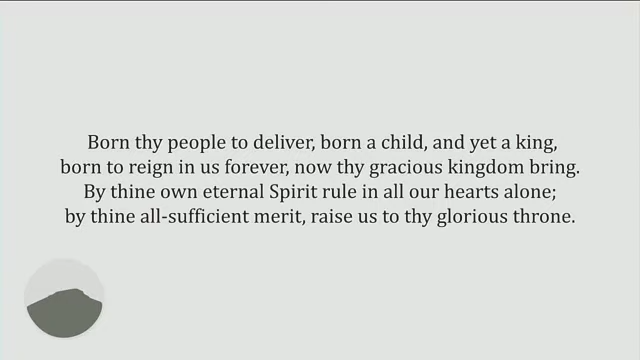 Born thy people to deliver, born a child, and yet a king,
born to reign in us forever, now thy gracious kingdom bring.
By thine own eternal Spirit rule in all our hearts alone;
by thine all-sufficient merit, raise us to thy glorious throne.